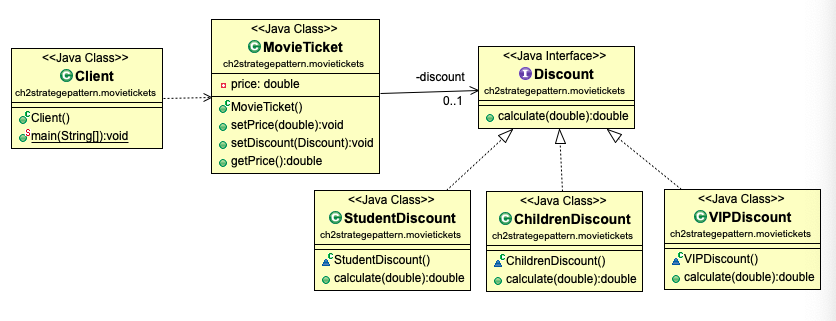 <<Java Class>>
Client
ch2strategepattern.movietickets
Client()
main(String[]):void
<<Java Class>>
MovieTicket
ch2strategepattern.movietickets
price: double
MovieTicket()
setPrice(double):void
setDiscount(Discount):void
getPrice():double
-discount
0..1
<<Java Interface>>
Discount
ch2strategepattern.movietickets
calculate(double):double
<<Java Class>>
StudentDiscount
ch2strategepattern.movietickets
StudentDiscount()
calculate(double):double
<<Java Class>>
ChildrenDiscount
ch2strategepattern.movietickets
ChildrenDiscount()
calculate(double):double
<<Java Class>>
VIPDiscount
ch2strategepattern.movietickets
VIPDiscount()
calculate(double):double